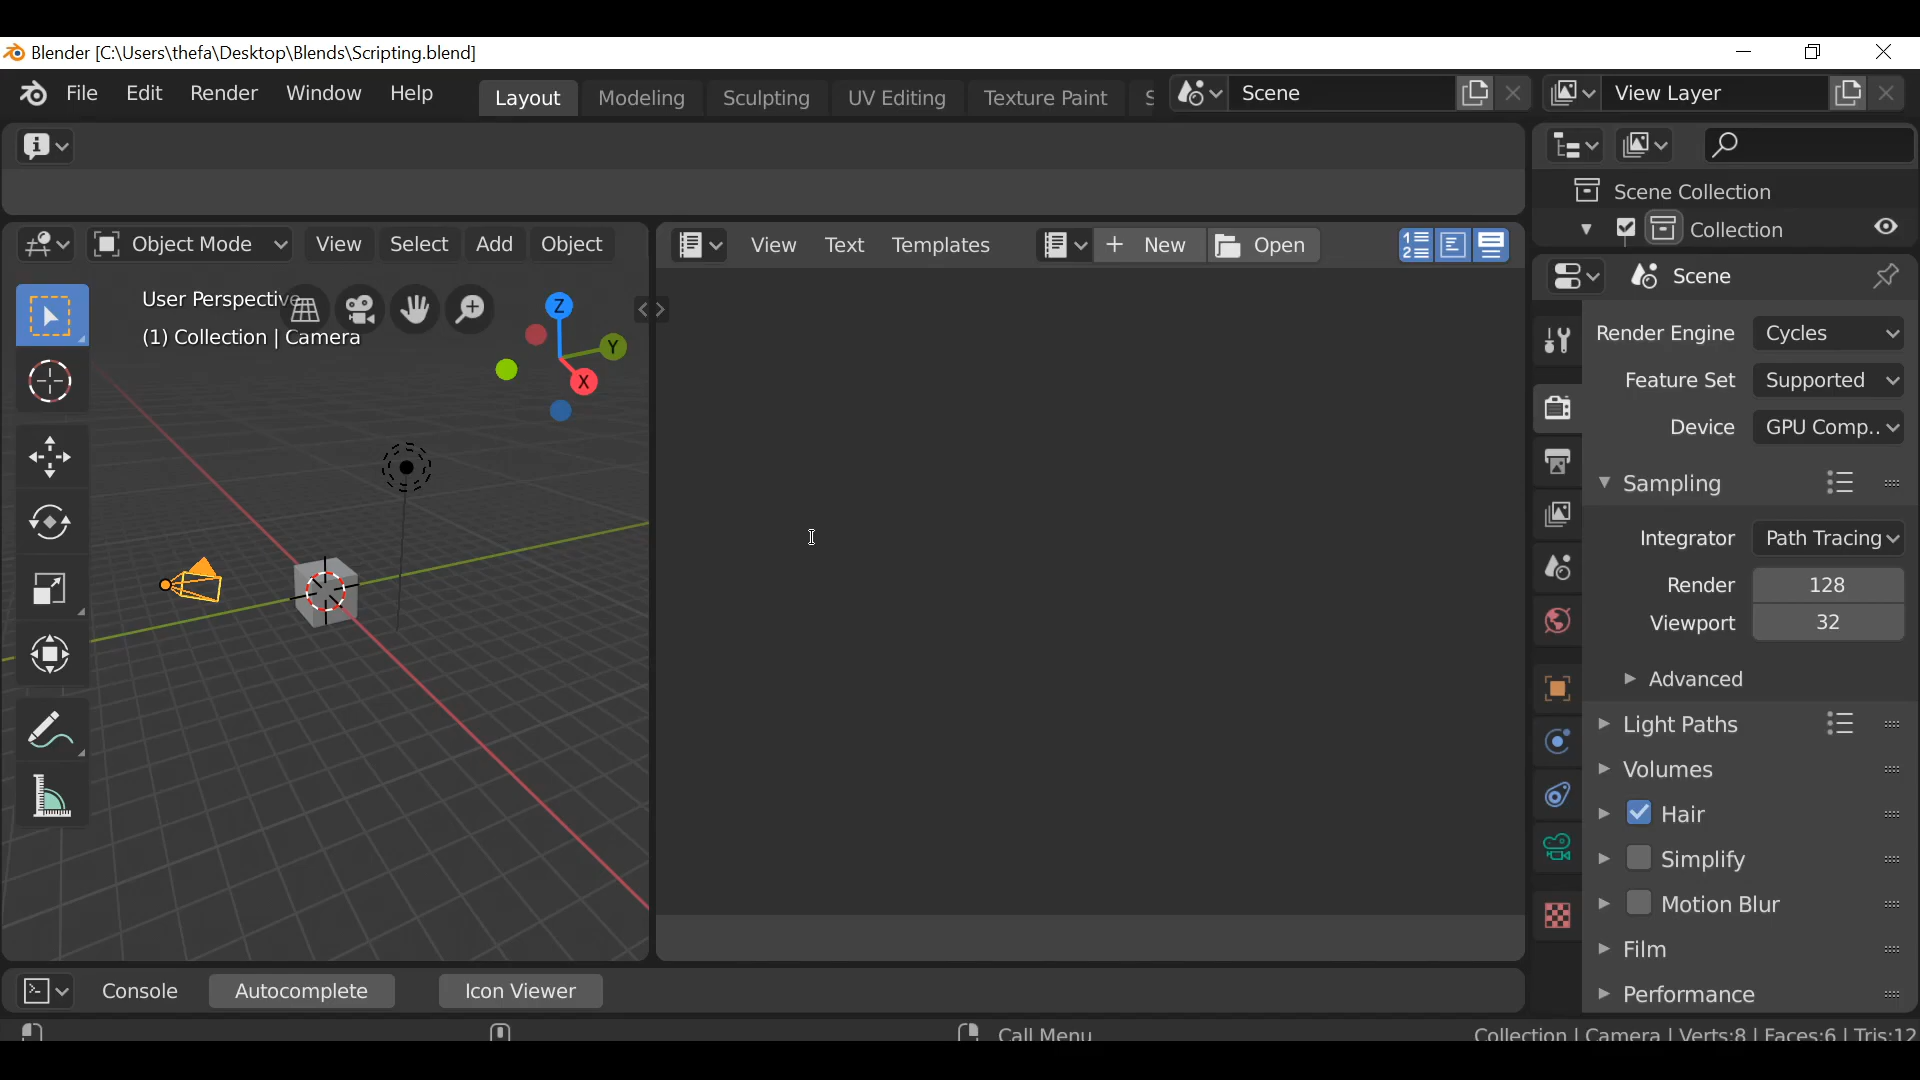 Blender [C:\Users\thefa\Desktop\Blends\Scripting.blend]
File Edit Render Window Help Layout Modeling Sculpting UV Editing Texture Paint S Scene View Layer
Scene Collection
Collection
Object Mode View Select Add Object
View Text Templates New Open
Scene
User Perspective
(1) Collection | Camera
Z
Y
X
Render Engine Cycles
Feature Set Supported
Device GPU Comp..
Sampling
Integrator Path Tracing
Render 128
Viewport 32
Advanced
Light Paths
Volumes
Hair
Simplify
Motion Blur
Film
Performance
Console Autocomplete Icon Viewer
Call Menu
Collection | Camera | Verts:8 | Faces:6 | Tris:12